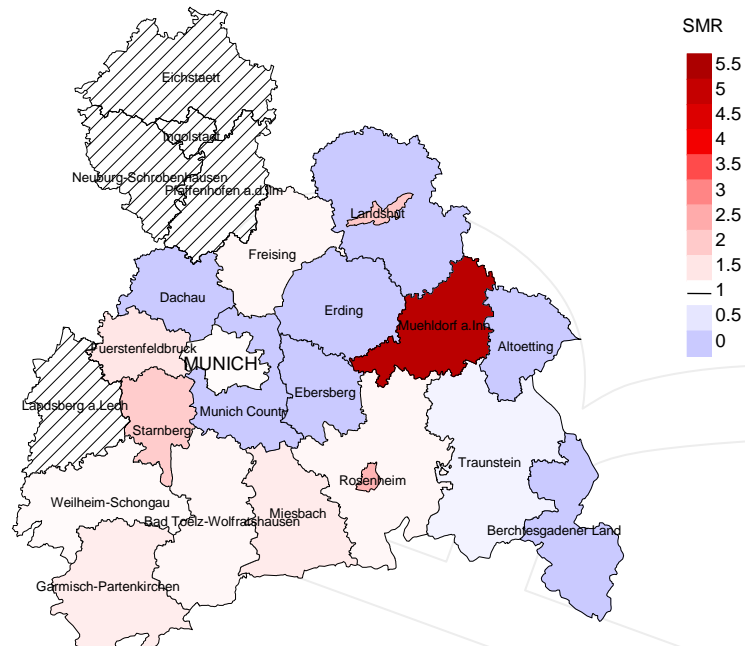 SMR
5.5
5
4.5
4
3.5
3
2.5
2
1.5
1
0.5
0
Eichstaett
Ingolstadt
Neuburg-Schrobenhausen
Pfaffenhofen a.d.Ilm
Landshut
Freising
Dachau
Erding
Muehldorf a.Inn
Altoetting
Fuerstenfeldbruck
MUNICH
Ebersberg
Landsberg a.Lech
Munich County
Starnberg
Traunstein
Rosenheim
Weilheim-Schongau
Miesbach
Bad Toelz-Wolfratshausen
Berchtesgadener Land
Garmisch-Partenkirchen